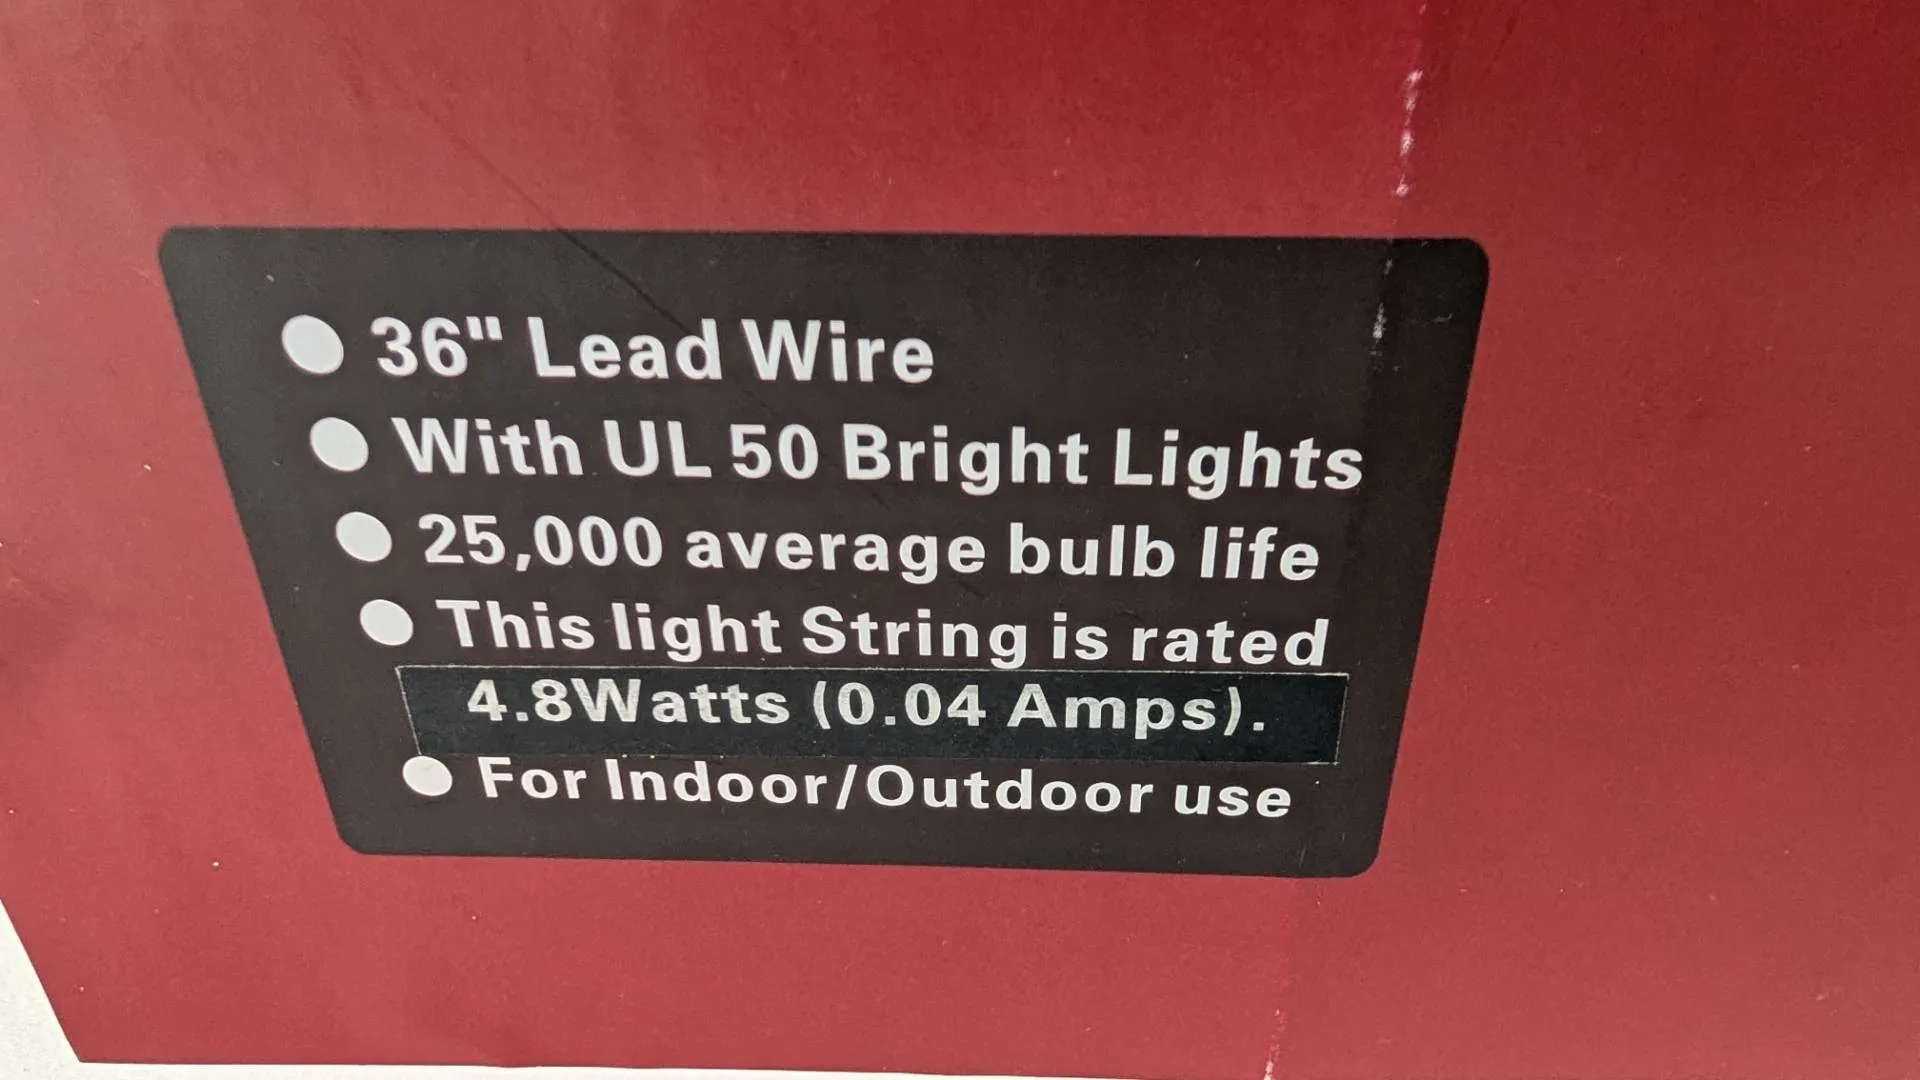 ● 36" Lead Wire
● With UL 50 Bright Lights
● 25,000 average bulb life
● This light String is rated
4.8Watts (0.04 Amps).
● For Indoor/Outdoor use